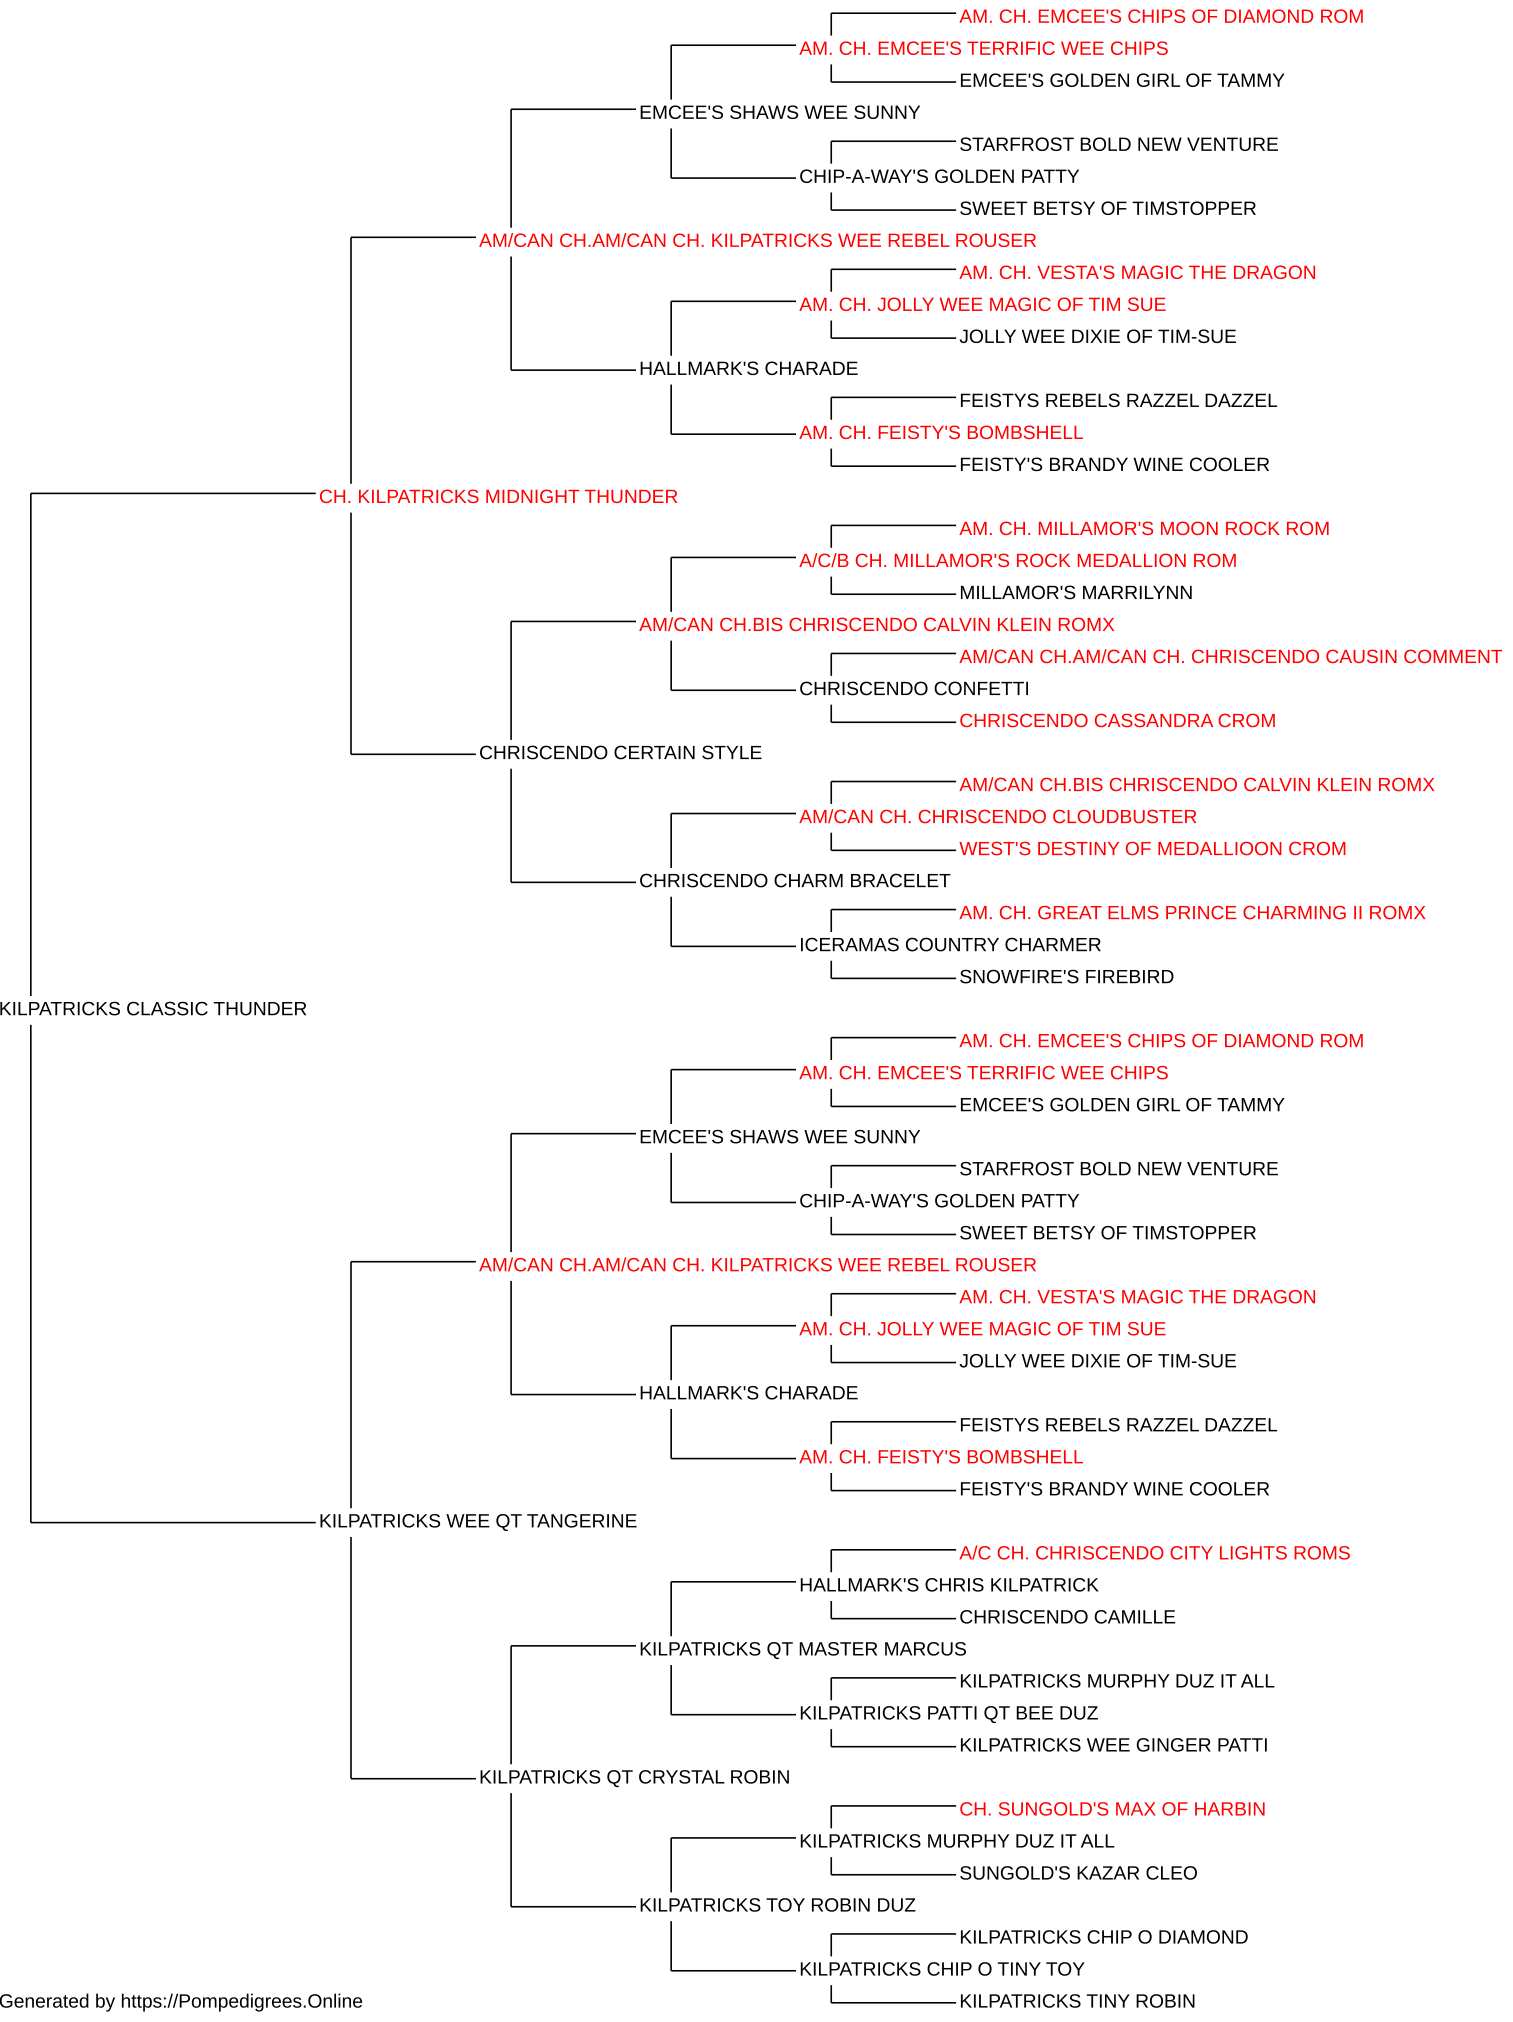 AM. CH. EMCEE'S CHIPS OF DIAMOND ROM
AM. CH. EMCEE'S TERRIFIC WEE CHIPS
EMCEE'S GOLDEN GIRL OF TAMMY
EMCEE'S SHAWS WEE SUNNY
STARFROST BOLD NEW VENTURE
CHIP-A-WAY'S GOLDEN PATTY
SWEET BETSY OF TIMSTOPPER
AM/CAN CH.AM/CAN CH. KILPATRICKS WEE REBEL ROUSER
AM. CH. VESTA'S MAGIC THE DRAGON
AM. CH. JOLLY WEE MAGIC OF TIM SUE
JOLLY WEE DIXIE OF TIM-SUE
HALLMARK'S CHARADE
FEISTYS REBELS RAZZEL DAZZEL
AM. CH. FEISTY'S BOMBSHELL
FEISTY'S BRANDY WINE COOLER
CH. KILPATRICKS MIDNIGHT THUNDER
AM. CH. MILLAMOR'S MOON ROCK ROM
A/C/B CH. MILLAMOR'S ROCK MEDALLION ROM
MILLAMOR'S MARRILYNN
AM/CAN CH.BIS CHRISCENDO CALVIN KLEIN ROMX
AM/CAN CH.AM/CAN CH. CHRISCENDO CAUSIN COMMENT
CHRISCENDO CONFETTI
CHRISCENDO CASSANDRA CROM
CHRISCENDO CERTAIN STYLE
AM/CAN CH.BIS CHRISCENDO CALVIN KLEIN ROMX
AM/CAN CH. CHRISCENDO CLOUDBUSTER
WEST'S DESTINY OF MEDALLIOON CROM
CHRISCENDO CHARM BRACELET
AM. CH. GREAT ELMS PRINCE CHARMING II ROMX
ICERAMAS COUNTRY CHARMER
SNOWFIRE'S FIREBIRD
KILPATRICKS CLASSIC THUNDER
AM. CH. EMCEE'S CHIPS OF DIAMOND ROM
AM. CH. EMCEE'S TERRIFIC WEE CHIPS
EMCEE'S GOLDEN GIRL OF TAMMY
EMCEE'S SHAWS WEE SUNNY
STARFROST BOLD NEW VENTURE
CHIP-A-WAY'S GOLDEN PATTY
SWEET BETSY OF TIMSTOPPER
AM/CAN CH.AM/CAN CH. KILPATRICKS WEE REBEL ROUSER
AM. CH. VESTA'S MAGIC THE DRAGON
AM. CH. JOLLY WEE MAGIC OF TIM SUE
JOLLY WEE DIXIE OF TIM-SUE
HALLMARK'S CHARADE
FEISTYS REBELS RAZZEL DAZZEL
AM. CH. FEISTY'S BOMBSHELL
FEISTY'S BRANDY WINE COOLER
KILPATRICKS WEE QT TANGERINE
A/C CH. CHRISCENDO CITY LIGHTS ROMS
HALLMARK'S CHRIS KILPATRICK
CHRISCENDO CAMILLE
KILPATRICKS QT MASTER MARCUS
KILPATRICKS MURPHY DUZ IT ALL
KILPATRICKS PATTI QT BEE DUZ
KILPATRICKS WEE GINGER PATTI
KILPATRICKS QT CRYSTAL ROBIN
CH. SUNGOLD'S MAX OF HARBIN
KILPATRICKS MURPHY DUZ IT ALL
SUNGOLD'S KAZAR CLEO
KILPATRICKS TOY ROBIN DUZ
KILPATRICKS CHIP O DIAMOND
KILPATRICKS CHIP O TINY TOY
KILPATRICKS TINY ROBIN
Generated by https://Pompedigrees.Online